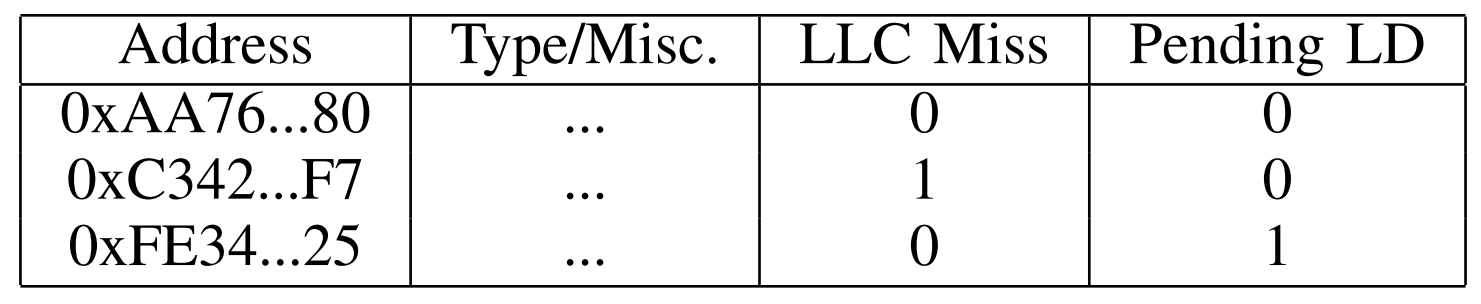 Address Type/Misc. LLC Miss Pending LD
0xAA76...80 ... 0 0
0xC342...F7 ... 1 0
0xFE34...25 ... 0 1